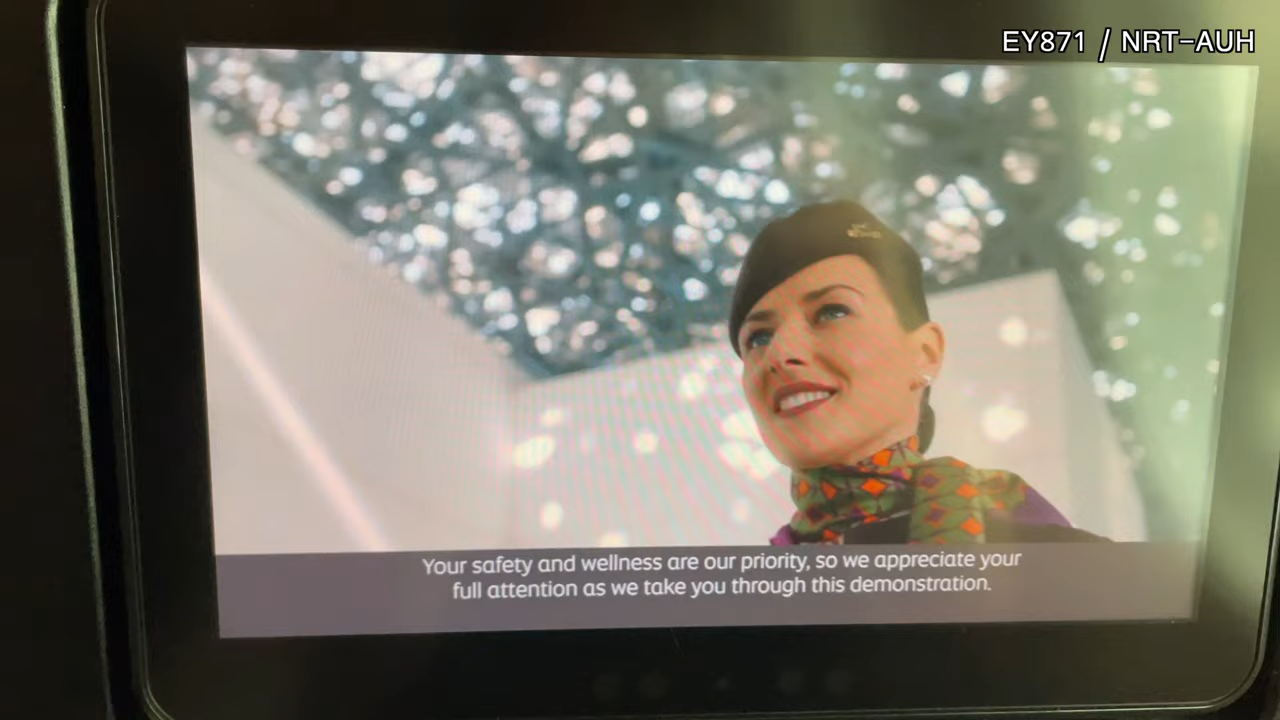 EY871 / NRT-AUH
Your safety and wellness are our priority, so we appreciate your
full attention as we take you through this demonstration.